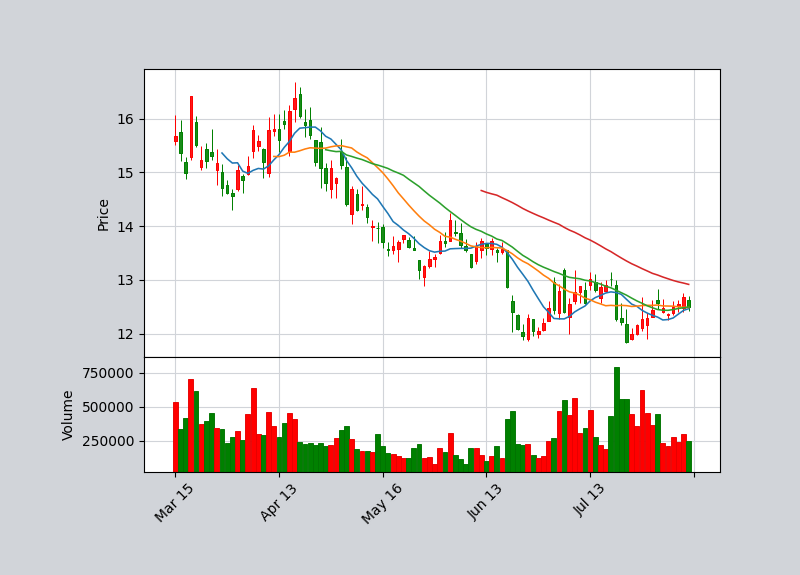 Price
16
15
14
13
12
Volume
750000
500000
250000
Mar 15
Apr 13
May 16
Jun 13
Jul 13